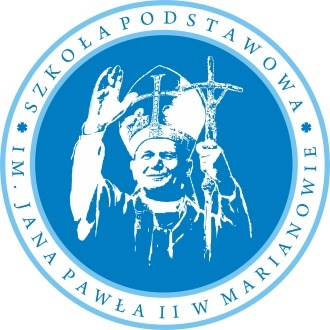 SZKOŁA PODSTAWOWA
IM. JANA PAWŁA II W MARIANOWIE